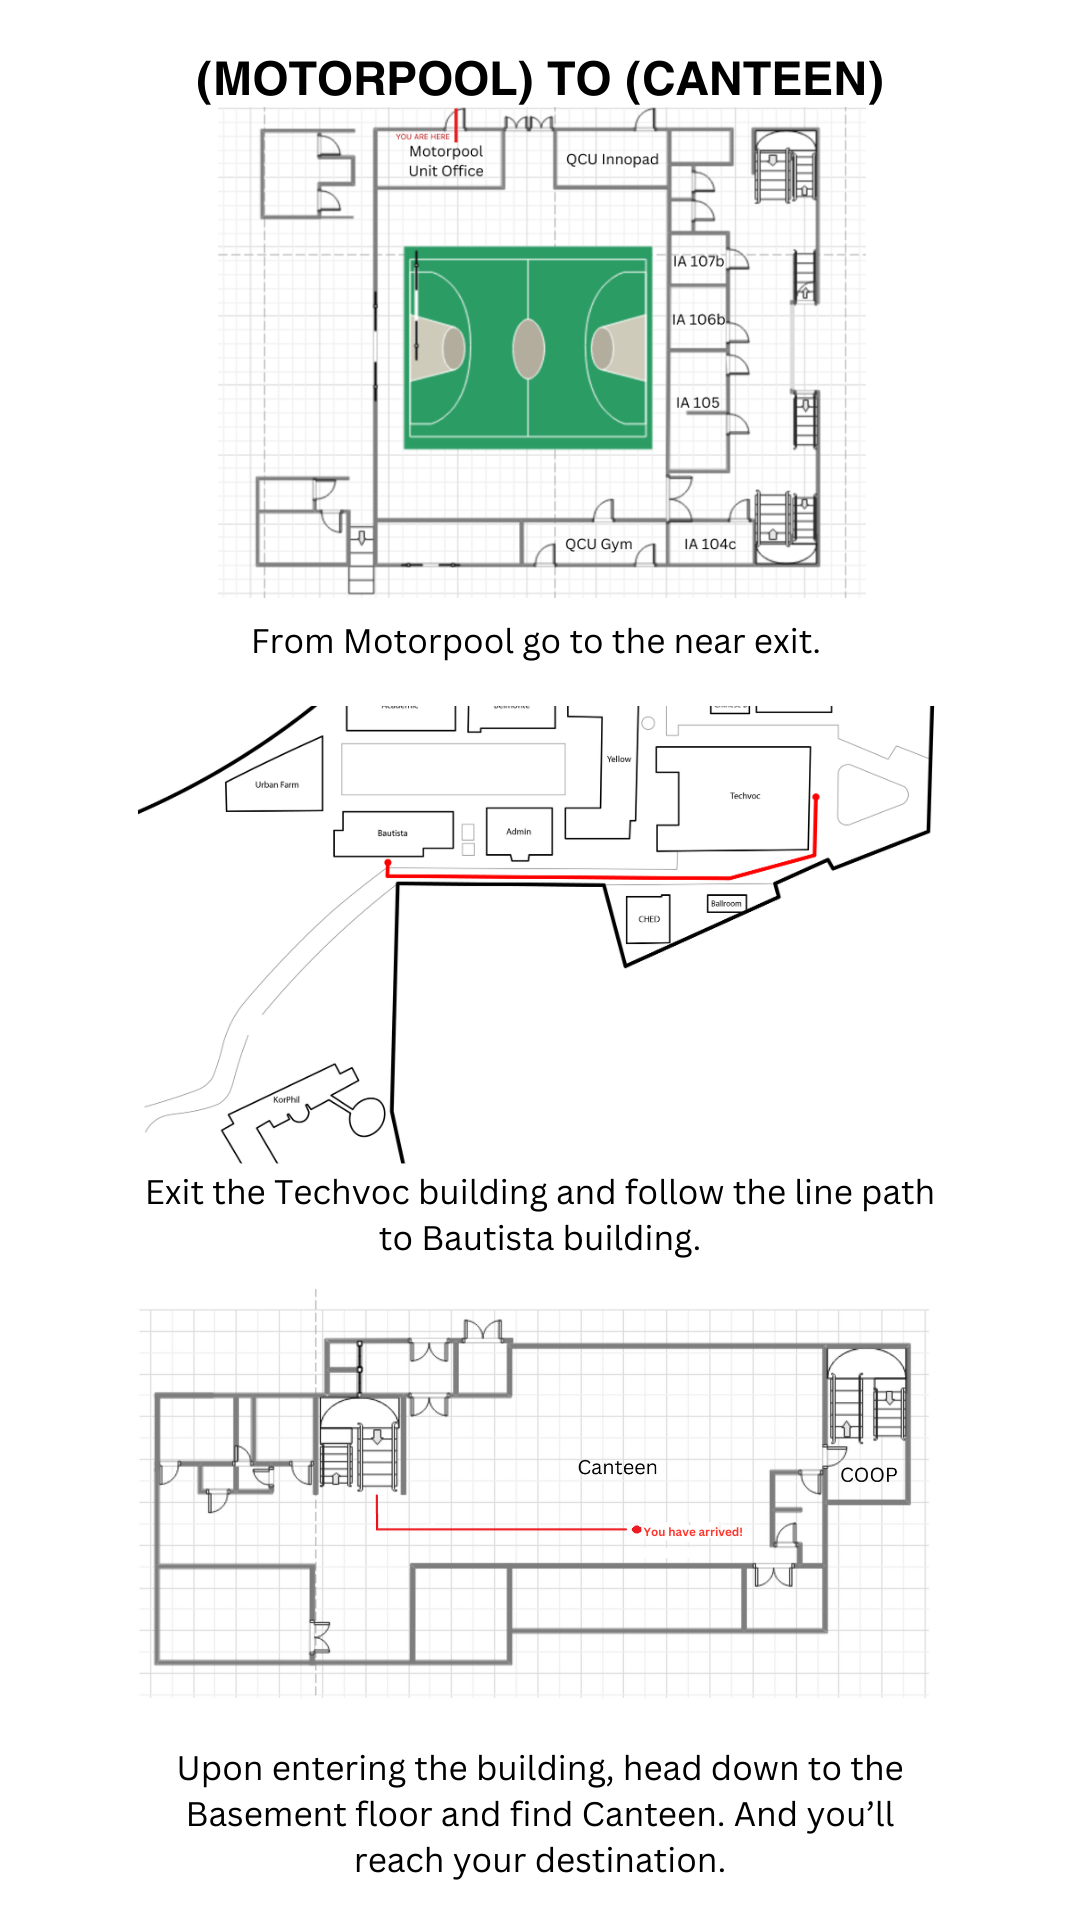 (MOTORPOOL) TO (CANTEEN)
YOU ARE HERE
Motorpool
Unit Office
QCU Innopad
IA 107b
IA 106b
IA 105
QCU Gym
IA 104c
From Motorpool go to the near exit.
Academic
Belmonte
Yellow
Urban Farm
Techvoc
Bautista
Admin
CHED
Ballroom
KorPhil
Exit the Techvoc building and follow the line path
to Bautista building.
Canteen
COOP
You have arrived!
Upon entering the building, head down to the
Basement floor and find Canteen. And you’ll
reach your destination.